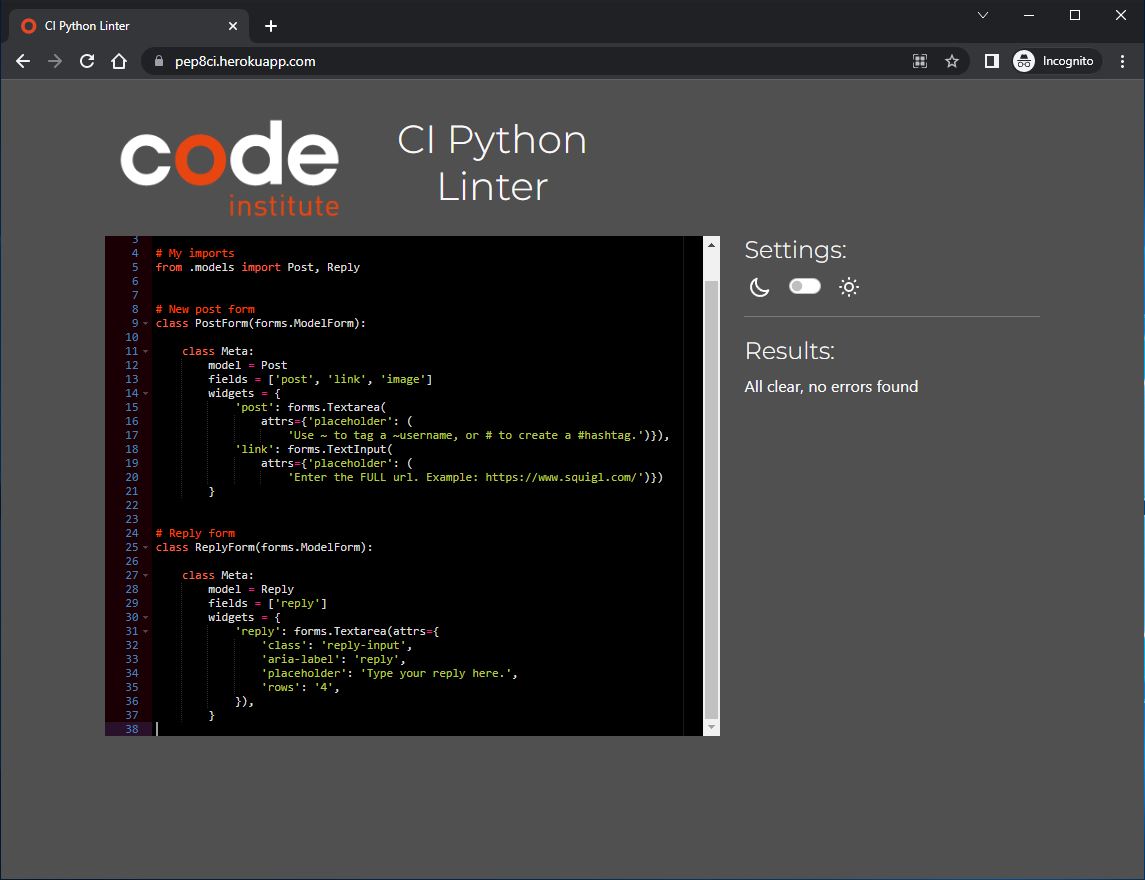 CI Python Linter
pep8ci.herokuapp.com
Incognito
code
institute
CI Python
Linter
3
4 # My imports
5 from .models import Post, Reply
6
7
8 # New post form
9 class PostForm(forms.ModelForm):
10
11     class Meta:
12         model = Post
13         fields = ['post', 'link', 'image']
14         widgets = {
15             'post': forms.Textarea(
16                 attrs={'placeholder': (
17                     'Use ~ to tag a ~username, or # to create a #hashtag.')}),
18             'link': forms.TextInput(
19                 attrs={'placeholder': (
20                     'Enter the FULL url. Example: https://www.squigl.com/')})
21         }
22
23
24 # Reply form
25 class ReplyForm(forms.ModelForm):
26
27     class Meta:
28         model = Reply
29         fields = ['reply']
30         widgets = {
31             'reply': forms.Textarea(attrs={
32                 'class': 'reply-input',
33                 'aria-label': 'reply',
34                 'placeholder': 'Type your reply here.',
35                 'rows': '4',
36             }),
37         }
38
Settings:
Results:
All clear, no errors found